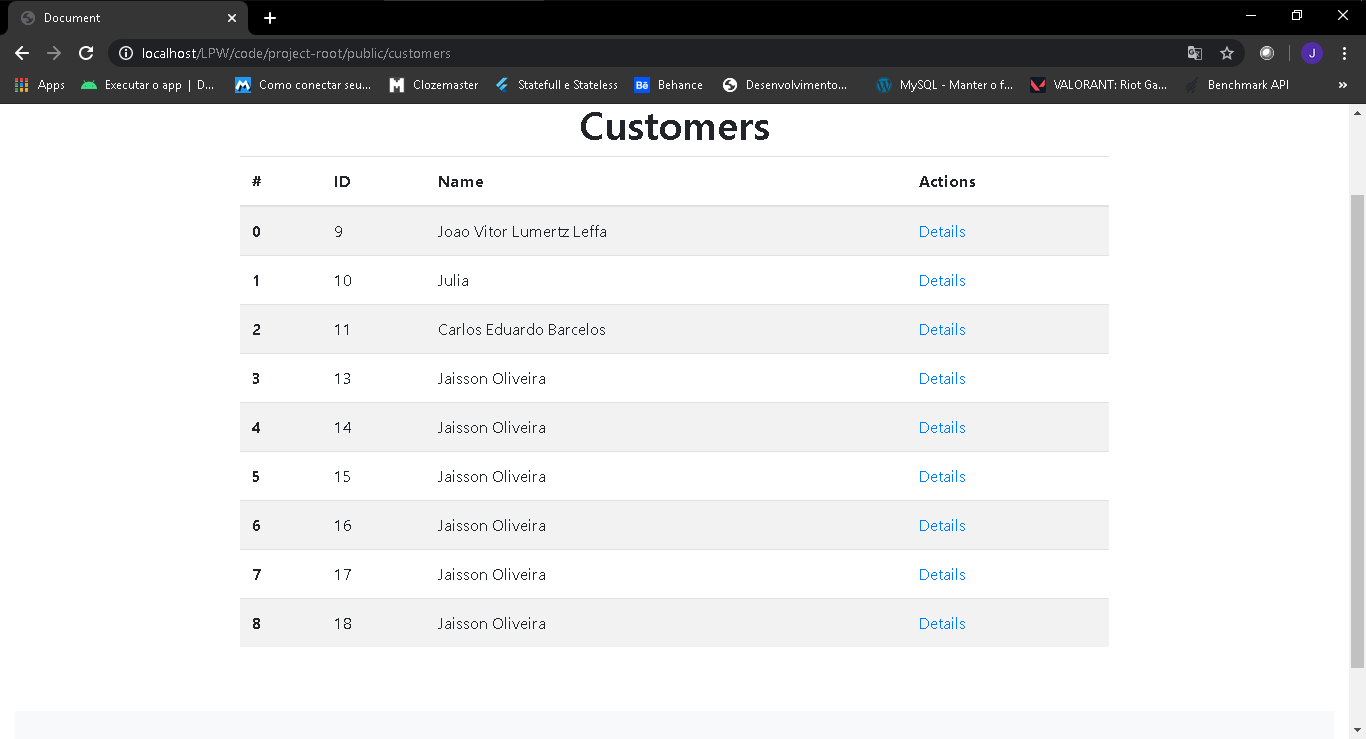 Document
localhost/LPW/code/project-root/public/customers
J
Apps Executar o app | D... Como conectar seu... Clozemaster Statefull e Stateless Bē Behance Desenvolvimento... MySQL - Manter o f... VALORANT: Riot Ga... Benchmark API »
Customers
# ID Name Actions
0 9 Joao Vitor Lumertz Leffa Details
1 10 Julia Details
2 11 Carlos Eduardo Barcelos Details
3 13 Jaisson Oliveira Details
4 14 Jaisson Oliveira Details
5 15 Jaisson Oliveira Details
6 16 Jaisson Oliveira Details
7 17 Jaisson Oliveira Details
8 18 Jaisson Oliveira Details